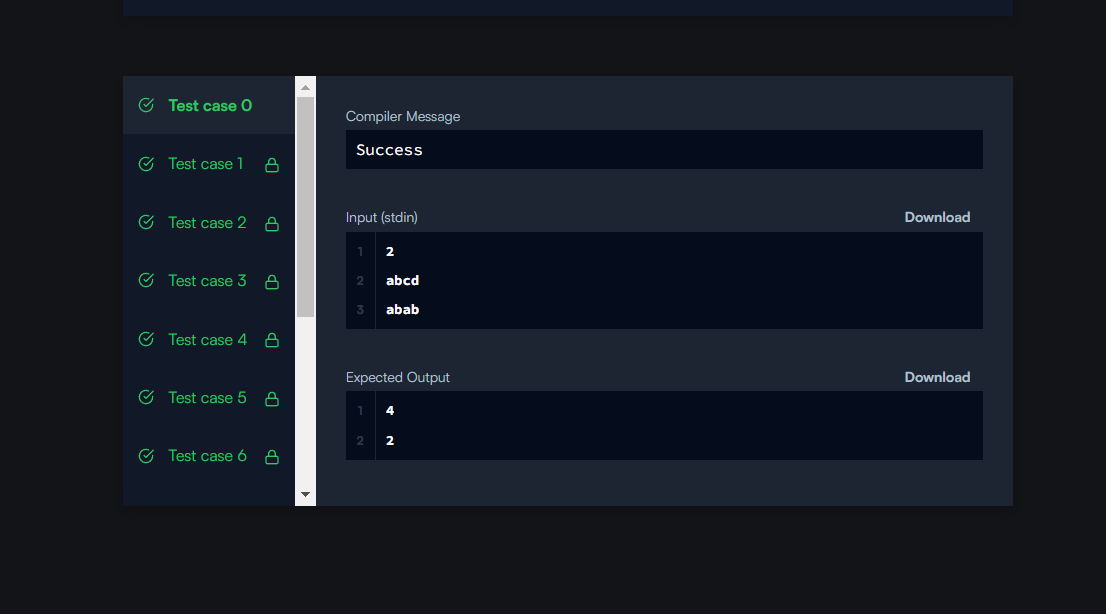 Test case 0
Test case 1
Test case 2
Test case 3
Test case 4
Test case 5
Test case 6
Compiler Message
Success
Input (stdin)
Download
1 2
2 abcd
3 abab
Expected Output
Download
1 4
2 2